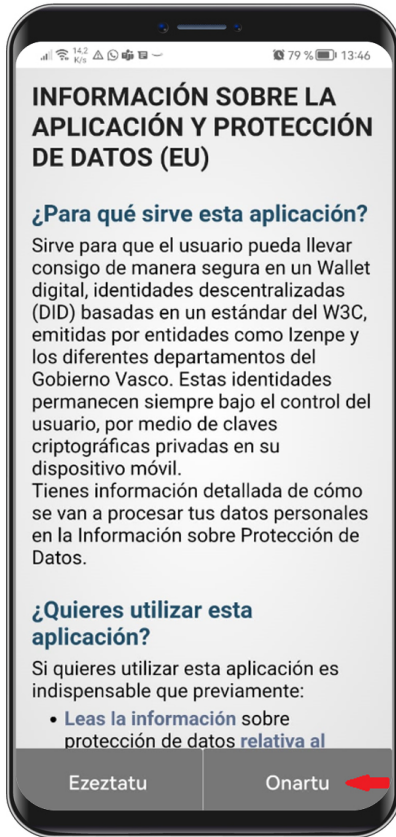 14,2
K/s
79 % 13:46
INFORMACIÓN SOBRE LA
APLICACIÓN Y PROTECCIÓN
DE DATOS (EU)
¿Para qué sirve esta aplicación?
Sirve para que el usuario pueda llevar
consigo de manera segura en un Wallet
digital, identidades descentralizadas
(DID) basadas en un estándar del W3C,
emitidas por entidades como Izenpe y
los diferentes departamentos del
Gobierno Vasco. Estas identidades
permanecen siempre bajo el control del
usuario, por medio de claves
criptográficas privadas en su
dispositivo móvil.
Tienes información detallada de cómo
se van a procesar tus datos personales
en la Información sobre Protección de
Datos.
¿Quieres utilizar esta
aplicación?
Si quieres utilizar esta aplicación es
indispensable que previamente:
• Leas la información sobre
protección de datos relativa al
Ezeztatu Onartu